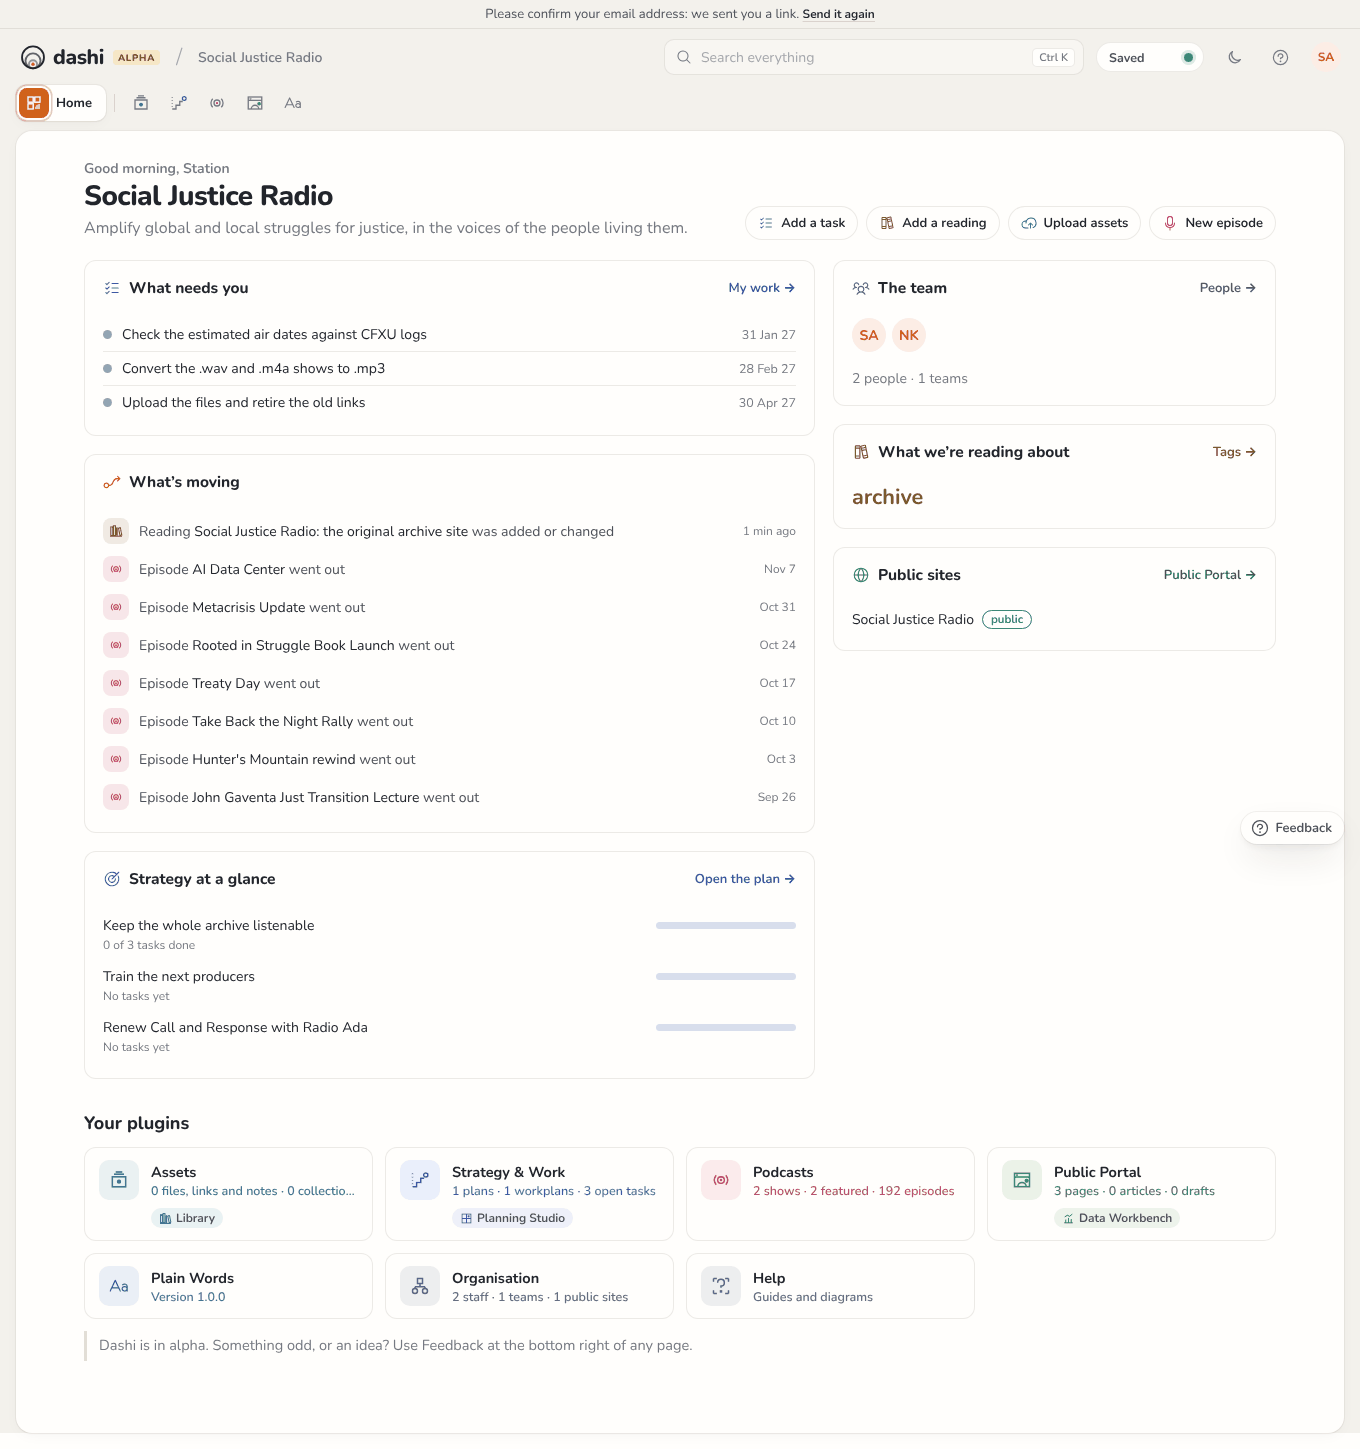 Please confirm your email address: we sent you a link. Send it again
dashi ALPHA / Social Justice Radio
Search everything Ctrl K
Saved
SA
Home
Aa
Good morning, Station
Social Justice Radio
Amplify global and local struggles for justice, in the voices of the people living them.
Add a task
Add a reading
Upload assets
New episode
What needs you My work →
Check the estimated air dates against CFXU logs 31 Jan 27
Convert the .wav and .m4a shows to .mp3 28 Feb 27
Upload the files and retire the old links 30 Apr 27
What's moving
Reading Social Justice Radio: the original archive site was added or changed 1 min ago
Episode AI Data Center went out Nov 7
Episode Metacrisis Update went out Oct 31
Episode Rooted in Struggle Book Launch went out Oct 24
Episode Treaty Day went out Oct 17
Episode Take Back the Night Rally went out Oct 10
Episode Hunter's Mountain rewind went out Oct 3
Episode John Gaventa Just Transition Lecture went out Sep 26
Strategy at a glance Open the plan →
Keep the whole archive listenable
0 of 3 tasks done
Train the next producers
No tasks yet
Renew Call and Response with Radio Ada
No tasks yet
The team People →
SA NK
2 people · 1 teams
What we’re reading about Tags →
archive
Public sites Public Portal →
Social Justice Radio public
Feedback
Your plugins
Assets
0 files, links and notes · 0 collectio...
Library
Strategy & Work
1 plans · 1 workplans · 3 open tasks
Planning Studio
Podcasts
2 shows · 2 featured · 192 episodes
Public Portal
3 pages · 0 articles · 0 drafts
Data Workbench
Aa
Plain Words
Version 1.0.0
Organisation
2 staff · 1 teams · 1 public sites
Help
Guides and diagrams
Dashi is in alpha. Something odd, or an idea? Use Feedback at the bottom right of any page.